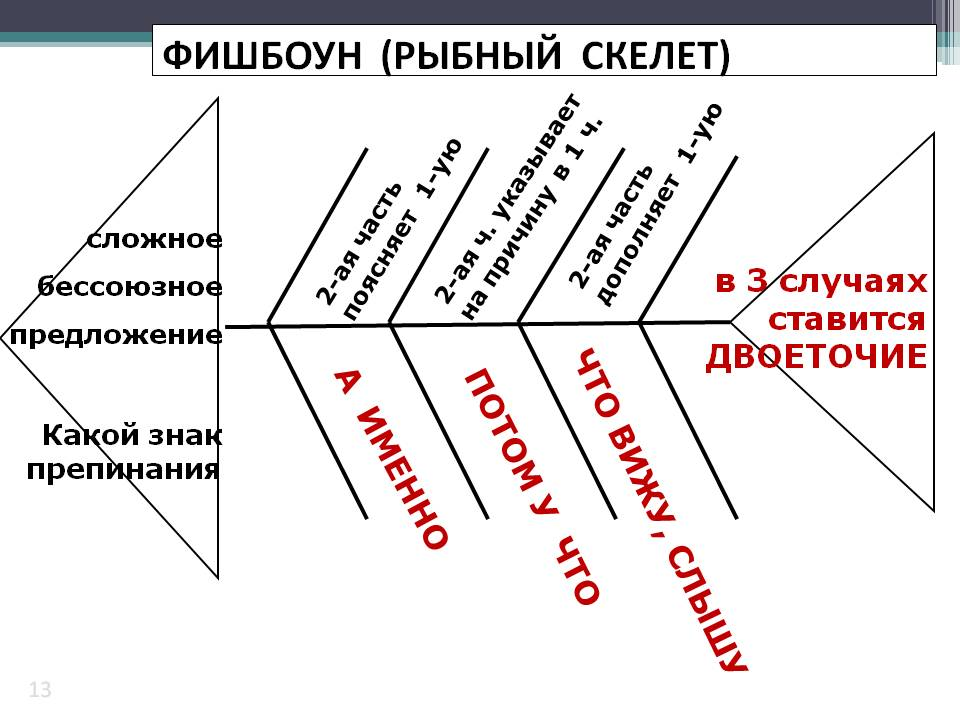 ФИШБОУН (РЫБНЫЙ СКЕЛЕТ)
сложное
бессоюзное
предложение
Какой знак
препинания
2-ая часть
поясняет 1-ую
2-ая ч. указывает
на причину в 1 ч.
2-ая часть
дополняет 1-ую
А ИМЕННО
ПОТОМ У ЧТО
ЧТО ВИЖУ, СЛЫШУ
в 3 случаях
ставится
ДВОЕТОЧИЕ
13